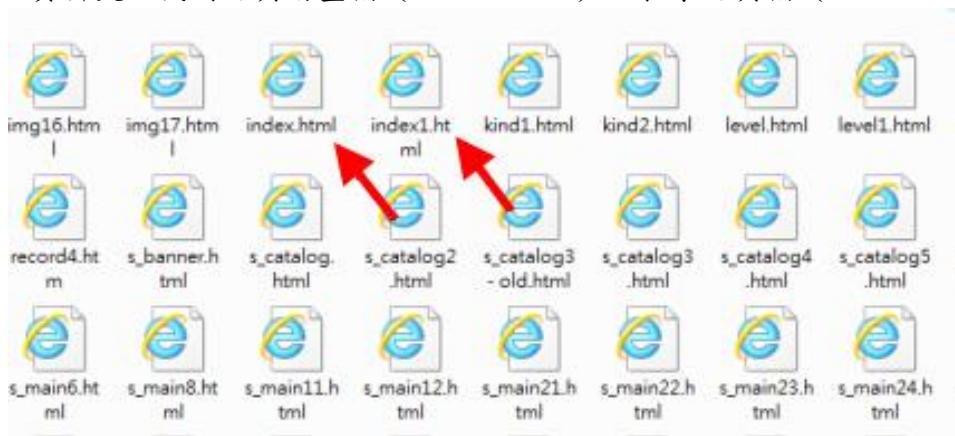 img16.htm
l
img17.htm
l
index.html
index1.ht
ml
kind1.html
kind2.html
level.html
level1.html
record4.ht
m
s_banner.h
tml
s_catalog.
html
s_catalog2
.html
s_catalog3
- old.html
s_catalog3
.html
s_catalog4
.html
s_catalog5
.html
s_main6.ht
ml
s_main8.ht
ml
s_main11.h
tml
s_main12.h
tml
s_main21.h
tml
s_main22.h
tml
s_main23.h
tml
s_main24.h
tml